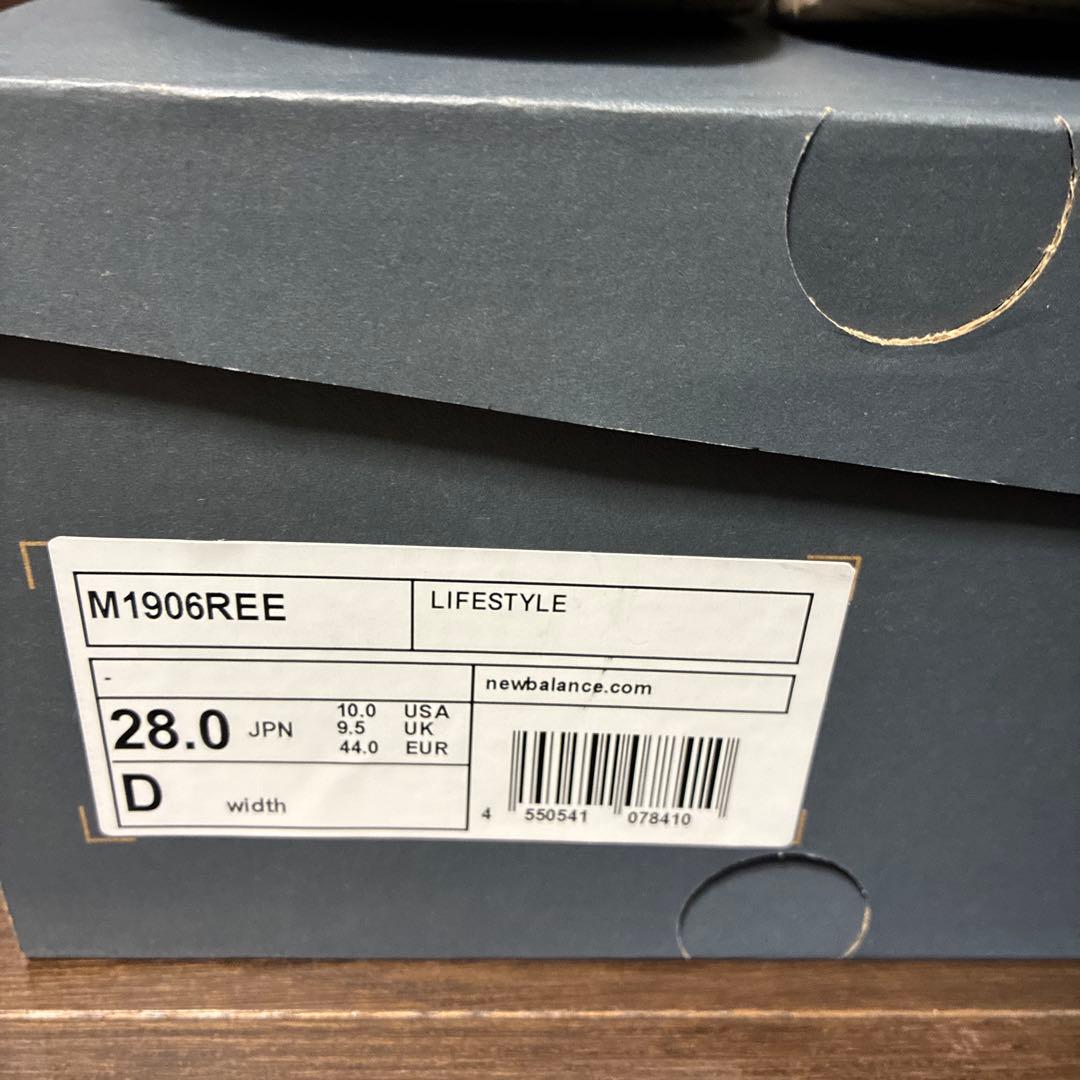 M1906REE
LIFESTYLE
-
newbalance.com
28.0 JPN
10.0 USA
9.5 UK
44.0 EUR
D width
4 550541 078410